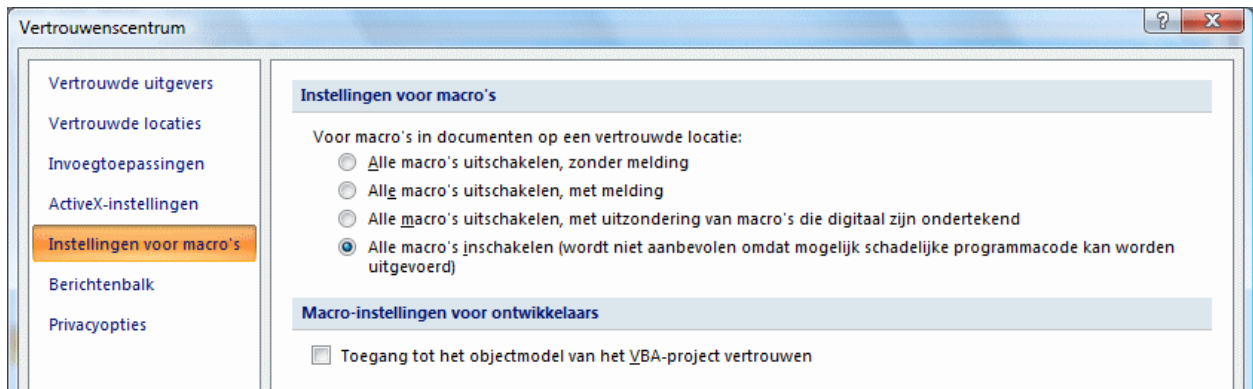 Vertrouwenscentrum
Vertrouwde uitgevers
Vertrouwde locaties
Invoegtoepassingen
ActiveX-instellingen
Instellingen voor macro's
Berichtenbalk
Privacyopties
Instellingen voor macro's
Voor macro's in documenten op een vertrouwde locatie:
Alle macro's uitschakelen, zonder melding
Alle macro's uitschakelen, met melding
Alle macro's uitschakelen, met uitzondering van macro's die digitaal zijn ondertekend
Alle macro's inschakelen (wordt niet aanbevolen omdat mogelijk schadelijke programmacode kan worden
uitgevoerd)
Macro-instellingen voor ontwikkelaars
Toegang tot het objectmodel van het VBA-project vertrouwen